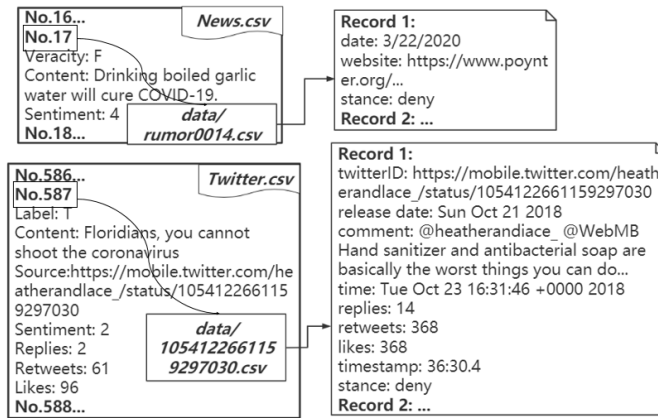 No.16...
News.csv
No.17
Veracity: F
Content: Drinking boiled garlic
water will cure COVID-19.
Sentiment: 4
No.18...
data/
rumor0014.csv
Record 1:
date: 3/22/2020
website: https://www.poynt
er.org/...
stance: deny
Record 2: ...
No.586...
Twitter.csv
No.587
Label: T
Content: Floridians, you cannot
shoot the coronavirus
Source:https://mobile.twitter.com/he
atherandlace_/status/105412266115
9297030
Sentiment: 2
Replies: 2
Retweets: 61
Likes: 96
No.588...
data/
105412266115
9297030.csv
Record 1:
twitterID: https://mobile.twitter.com/heath
erandlace_/status/1054122661159297030
release date: Sun Oct 21 2018
comment: @heatherandiace_ @WebMB
Hand sanitizer and antibacterial soap are
basically the worst things you can do...
time: Tue Oct 23 16:31:46 +0000 2018
replies: 14
retweets: 368
likes: 368
timestamp: 36:30.4
stance: deny
Record 2: ...